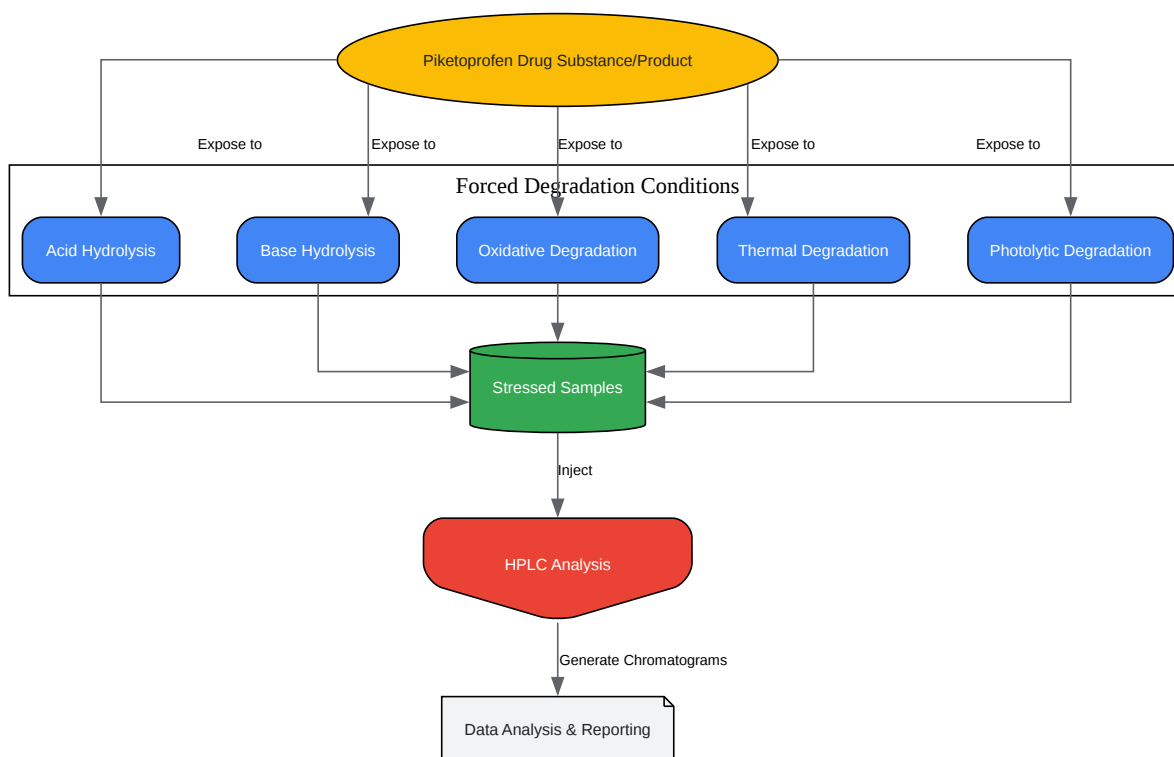 Piketoprofen Drug Substance/Product
Expose to
Expose to
Expose to
Expose to
Expose to
Forced Degradation Conditions
Acid Hydrolysis
Base Hydrolysis
Oxidative Degradation
Thermal Degradation
Photolytic Degradation
Stressed Samples
Inject
HPLC Analysis
Generate Chromatograms
Data Analysis & Reporting